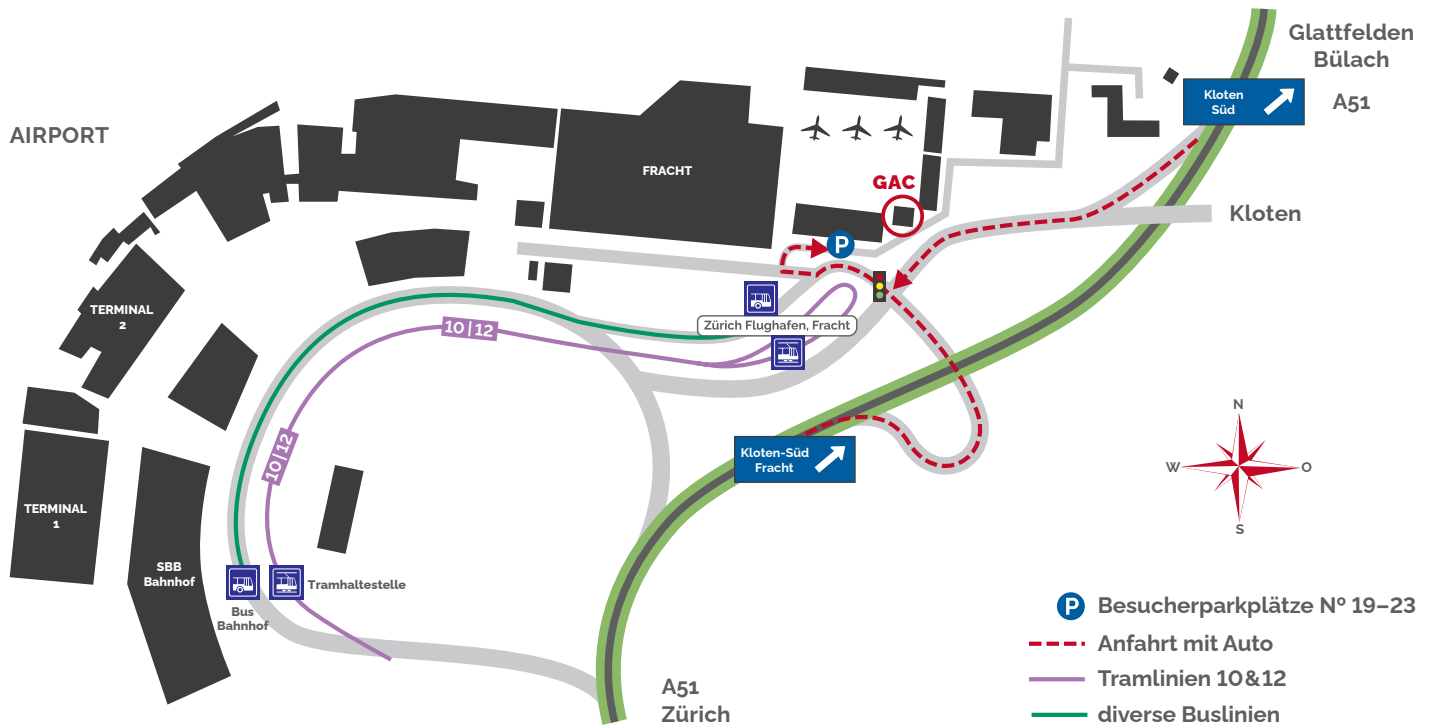 Glattfelden
Bülach
A51
Kloten
Süd
AIRPORT
FRACHT
GAC
P
Kloten
TERMINAL
2
Zürich Flughafen, Fracht
10|12
10|12
Kloten-Süd
Fracht
TERMINAL
1
SBB
Bahnhof
Tramhaltestelle
Bus
Bahnhof
N
W
O
S
A51
Zürich
P Besucherparkplätze Nº 19–23
Anfahrt mit Auto
Tramlinien 10&12
diverse Buslinien